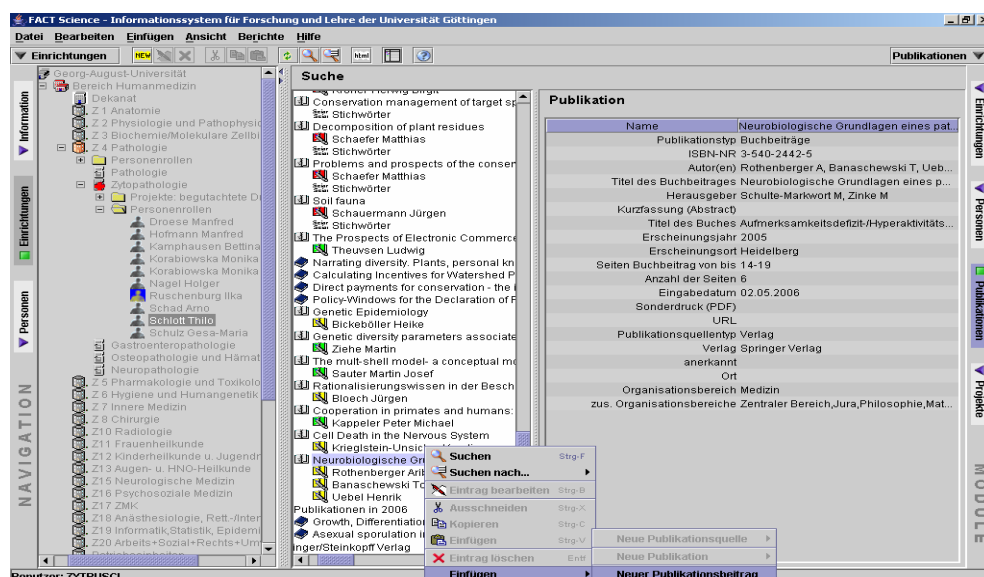 FACT Science - Informationssystem für Forschung und Lehre der Universität Göttingen
Datei Bearbeiten Einfügen Ansicht Berichte Hilfe
Einrichtungen NEW html ? Publikationen
Information
Einrichtungen
Personen
NAVIGATION
Georg-August-Universität
Bereich Humanmedizin
Dekanat
Z 1 Anatomie
Z 2 Physiologie und Pathophysio
Z 3 Biochemie/Molekulare Zellbi
Z 4 Pathologie
Personenrollen
Pathologie
Zytopathologie
Projekte: begutachtete Dr
Personenrollen
Droese Manfred
Hofmann Manfred
Kamphausen Bettina
Korabiowska Monika
Korabiowska Monika
Nagel Holger
Ruschenburg Ilka
Schad Arno
Schlott Thilo
Schulz Gesa-Maria
Gastroenteropathologie
Osteopathologie und Hämat
Neuropathologie
Z 5 Pharmakologie und Toxikolo
Z 6 Hygiene und Humangenetik
Z 7 Innere Medizin
Z 8 Chirurgie
Z10 Radiologie
Z11 Frauenheilkunde
Z12 Kinderheilkunde u. Jugendr
Z13 Augen- u. HNO-Heilkunde
Z15 Neurologische Medizin
Z16 Psychosoziale Medizin
Z17 ZMK
Z18 Anästhesiologie, Rett.-/Inter
Z19 Informatik,Statistik, Epidemi
Z20 Arbeits+Sozial+Rechts+Um
Suche
Conservation management of target sp
Stichwörter
Decomposition of plant residues
Schaefer Matthias
Stichwörter
Problems and prospects of the conser
Schaefer Matthias
Stichwörter
Soil fauna
Schauermann Jürgen
Stichwörter
The Prospects of Electronic Commerce
Theuvsen Ludwig
Narrating diversity. Plants, personal kn
Calculating Incentives for Watershed P
Direct payments for conservation - the i
Policy-Windows for the Declaration of F
Genetic Epidemiology
Bickeböller Heike
Genetic diversity parameters associate
Ziehe Martin
The mult-shell model- a conceptual mo
Sauter Martin Josef
Rationalisierungswissen in der Besch
Bloech Jürgen
Cooperation in primates and humans:
Kappeler Peter Michael
Cell Death in the Nervous System
Krieglstein-Unsic
Neurobiologische Gru
Rothenberger Arib
Banaschewski To
Uebel Henrik
Publikationen in 2006
Growth, Differentiation
Asexual sporulation i
inger/Steinkopff Verlag
Publikation
Name Neurobiologische Grundlagen eines pat...
Publikationstyp Buchbeiträge
ISBN-NR 3-540-2442-5
Autor(en) Rothenberger A, Banaschewski T, Ueb...
Titel des Buchbeitrages Neurobiologische Grundlagen eines p...
Herausgeber Schulte-Markwort M, Zinke M
Kurzfassung (Abstract)
Titel des Buches Aufmerksamkeitsdefizit-/Hyperaktivitäts...
Erscheinungsjahr 2005
Erscheinungsort Heidelberg
Seiten Buchbeitrag von bis 14-19
Anzahl der Seiten 6
Eingabedatum 02.05.2006
Sonderdruck (PDF)
URL
Publikationsquellentyp Verlag
Verlag Springer Verlag
anerkannt
Ort
Organisationsbereich Medizin
zus. Organisationsbereiche Zentraler Bereich,Jura,Philosophie,Mat...
Suchen Strg-F
Suchen nach...
Eintrag bearbeiten Strg-B
Ausschneiden Strg-X
Kopieren Strg-C
Einfügen Strg-V
Eintrag löschen Entf
Einfügen
Neue Publikationsquelle
Neue Publikation
Neuer Publikationsbeitrag
Einrichtungen
Personen
Publikationen
Projekte
MODULE